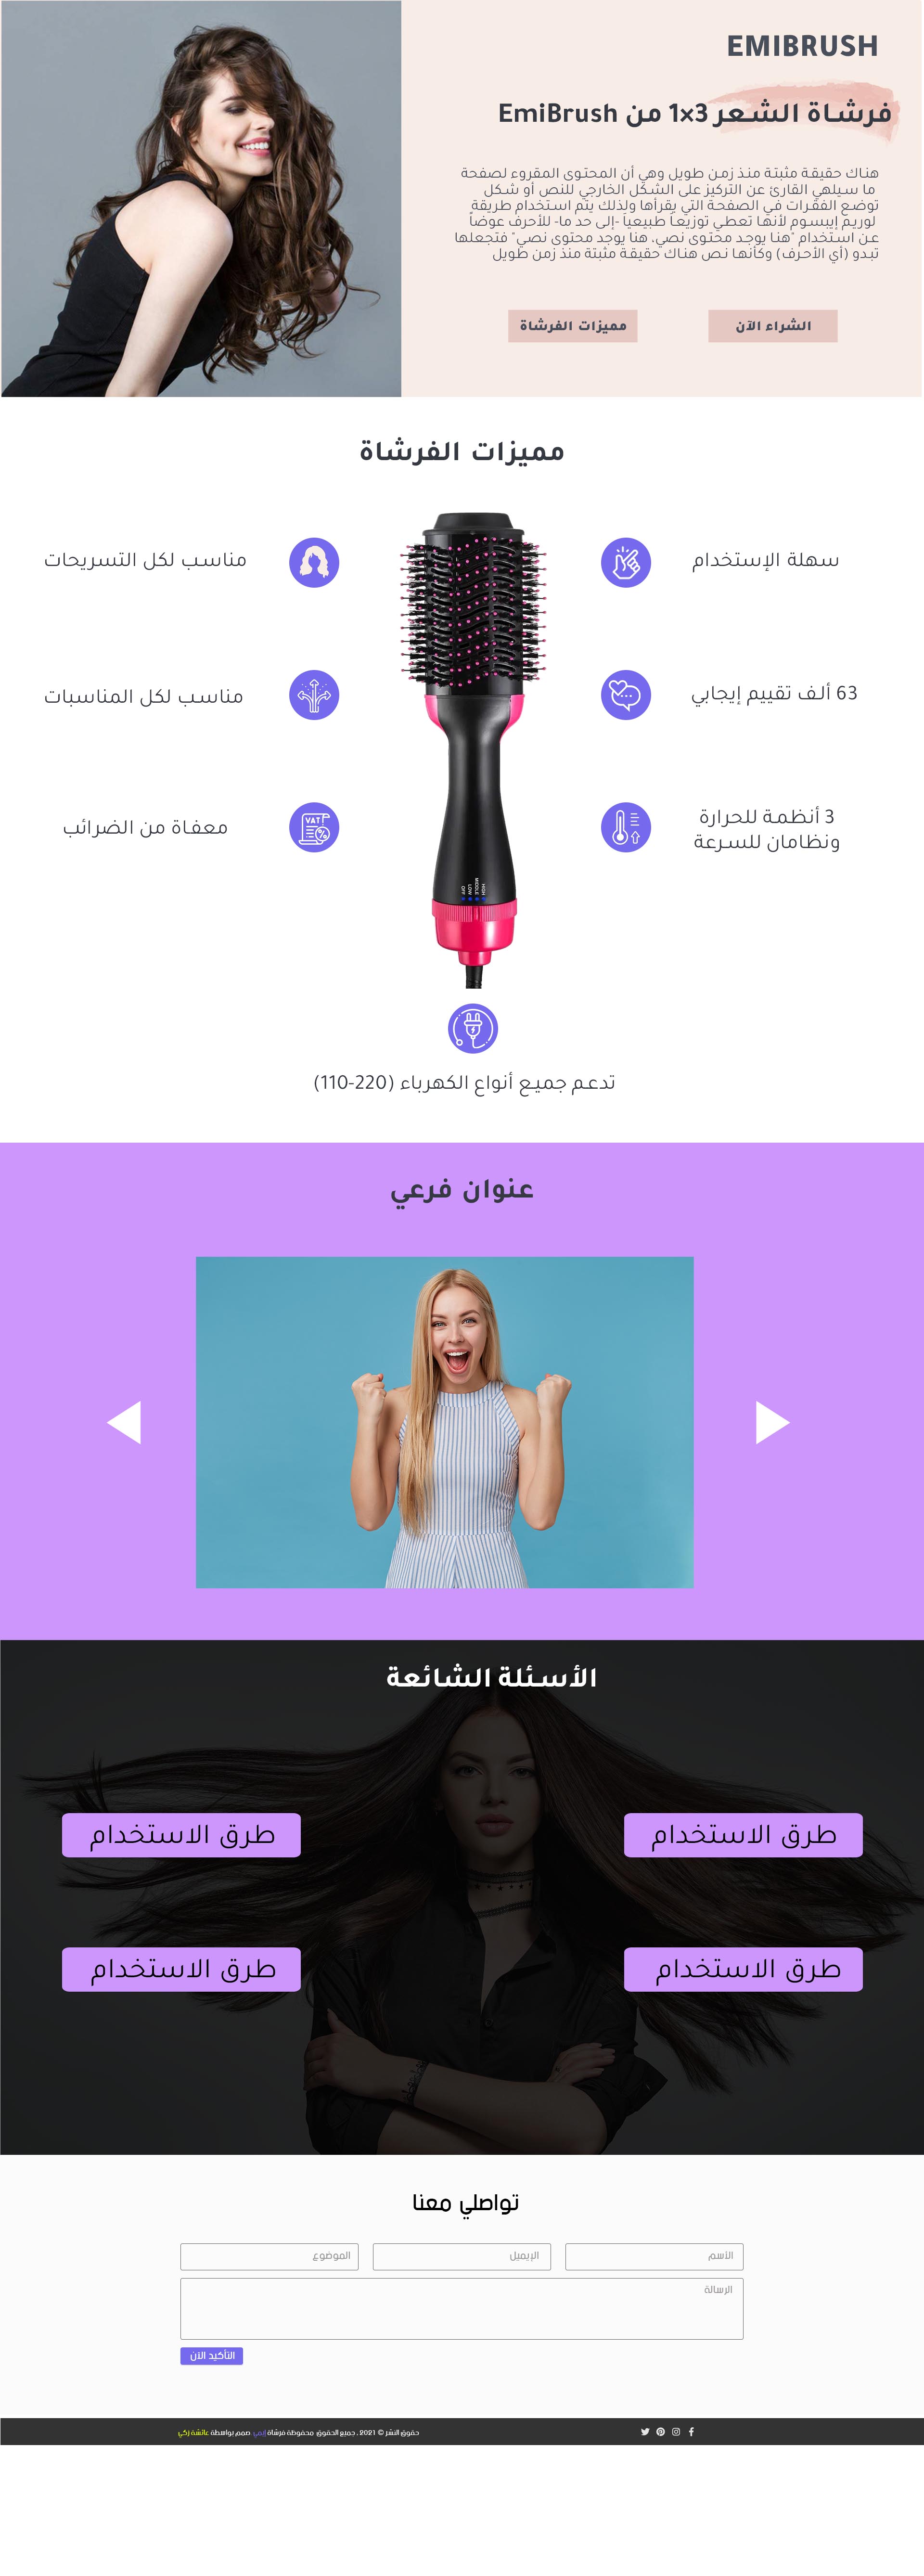 EMIBRUSH
فرشاة الشعر 3×1 من EmiBrush
هناك حقيقة مثبتة منذ زمن طويل وهي أن المحتوى المقروء لصفحة
ما سيلهي القارئ عن التركيز على الشكل الخارجي للنص أو شكل
توضع الفقرات في الصفحة التي يقرأها ولذلك يتم استخدام طريقة
لوريم إيبسوم لأنها تعطي توزيعاَ طبيعياَ -إلى حد ما- للأحرف عوضاً
عن استخدام "هنا يوجد محتوى نصي، هنا يوجد محتوى نصي" فتجعلها
تبدو (أي الأحرف) وكأنها نص هناك حقيقة مثبتة منذ زمن طويل
الشراء الآن
مميزات الفرشاة
مميزات الفرشاة
سهلة الإستخدام
مناسب لكل التسريحات
63 ألف تقييم إيجابي
مناسب لكل المناسبات
3 أنظمة للحرارة
ونظامان للسرعة
VAT
معفاة من الضرائب
OFF
LOW
MIDDLE
HIGH
تدعم جميع أنواع الكهرباء (220-110)
عنوان فرعي
الأسئلة الشائعة
طرق الاستخدام
طرق الاستخدام
طرق الاستخدام
طرق الاستخدام
تواصلي معنا
الأسم
الإيميل
الموضوع
الرسالة
التأكيد الآن
حقوق النشر © 2021 . جميع الحقوق محفوظة فرشاة إيمي صمم بواسطة عائشة زكي